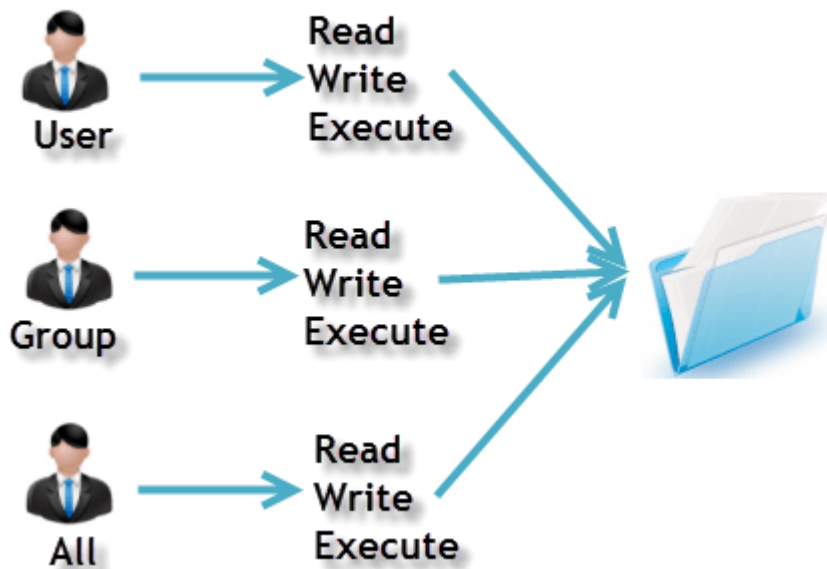 User
Read
Write
Execute
Group
Read
Write
Execute
All
Read
Write
Execute